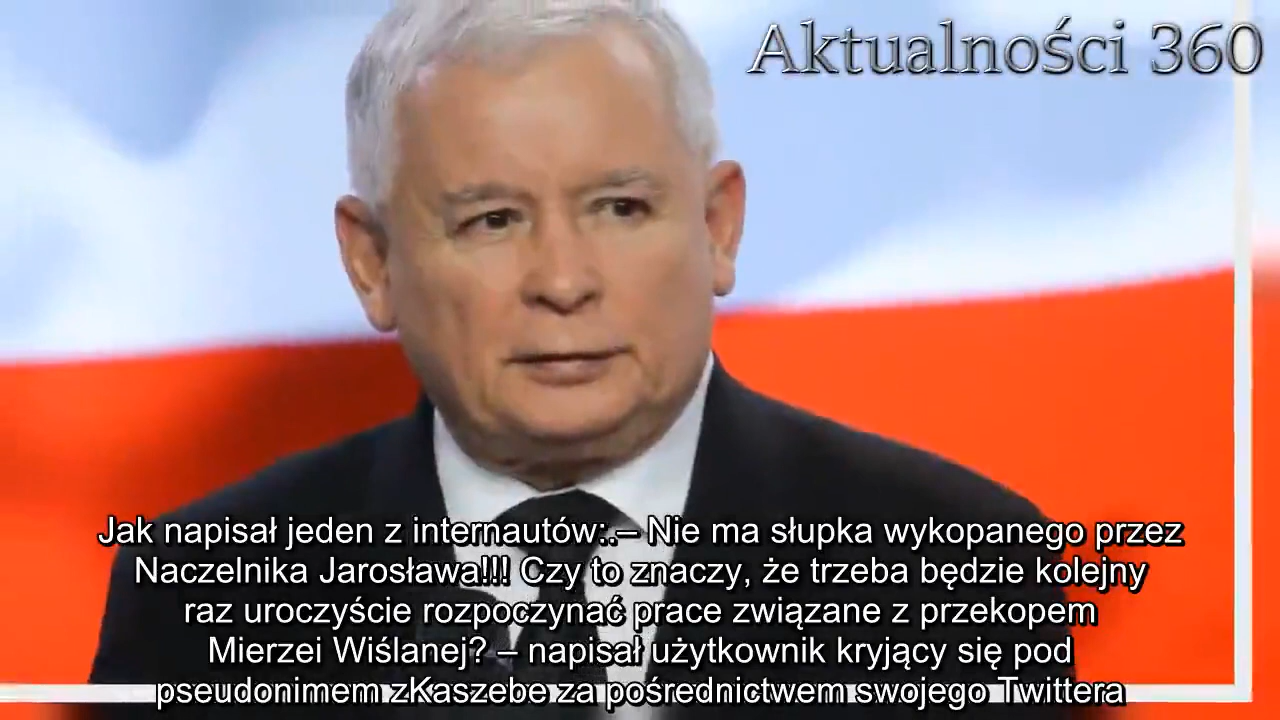 Aktualności 360
Jak napisał jeden z internautów:.– Nie ma słupka wykopanego przez
Naczelnika Jarosława!!! Czy to znaczy, że trzeba będzie kolejny
raz uroczyście rozpoczynać prace związane z przekopem
Mierzei Wiślanej? – napisał użytkownik kryjący się pod
pseudonimem zKaszebe za pośrednictwem swojego Twittera